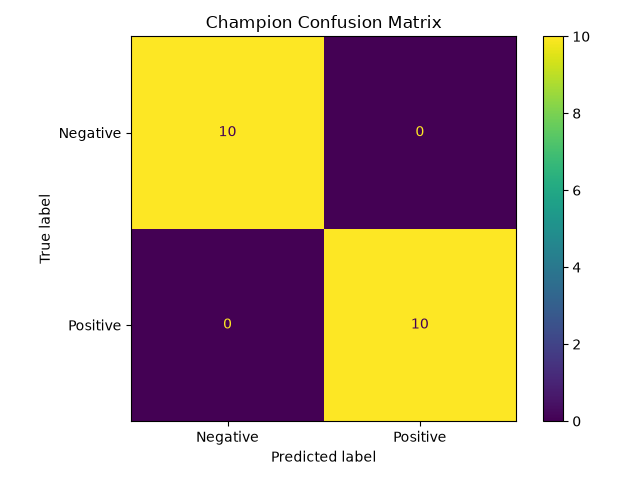 Champion Confusion Matrix
True label
Negative
10
0
Positive
0
10
Negative
Positive
Predicted label
10
8
6
4
2
0